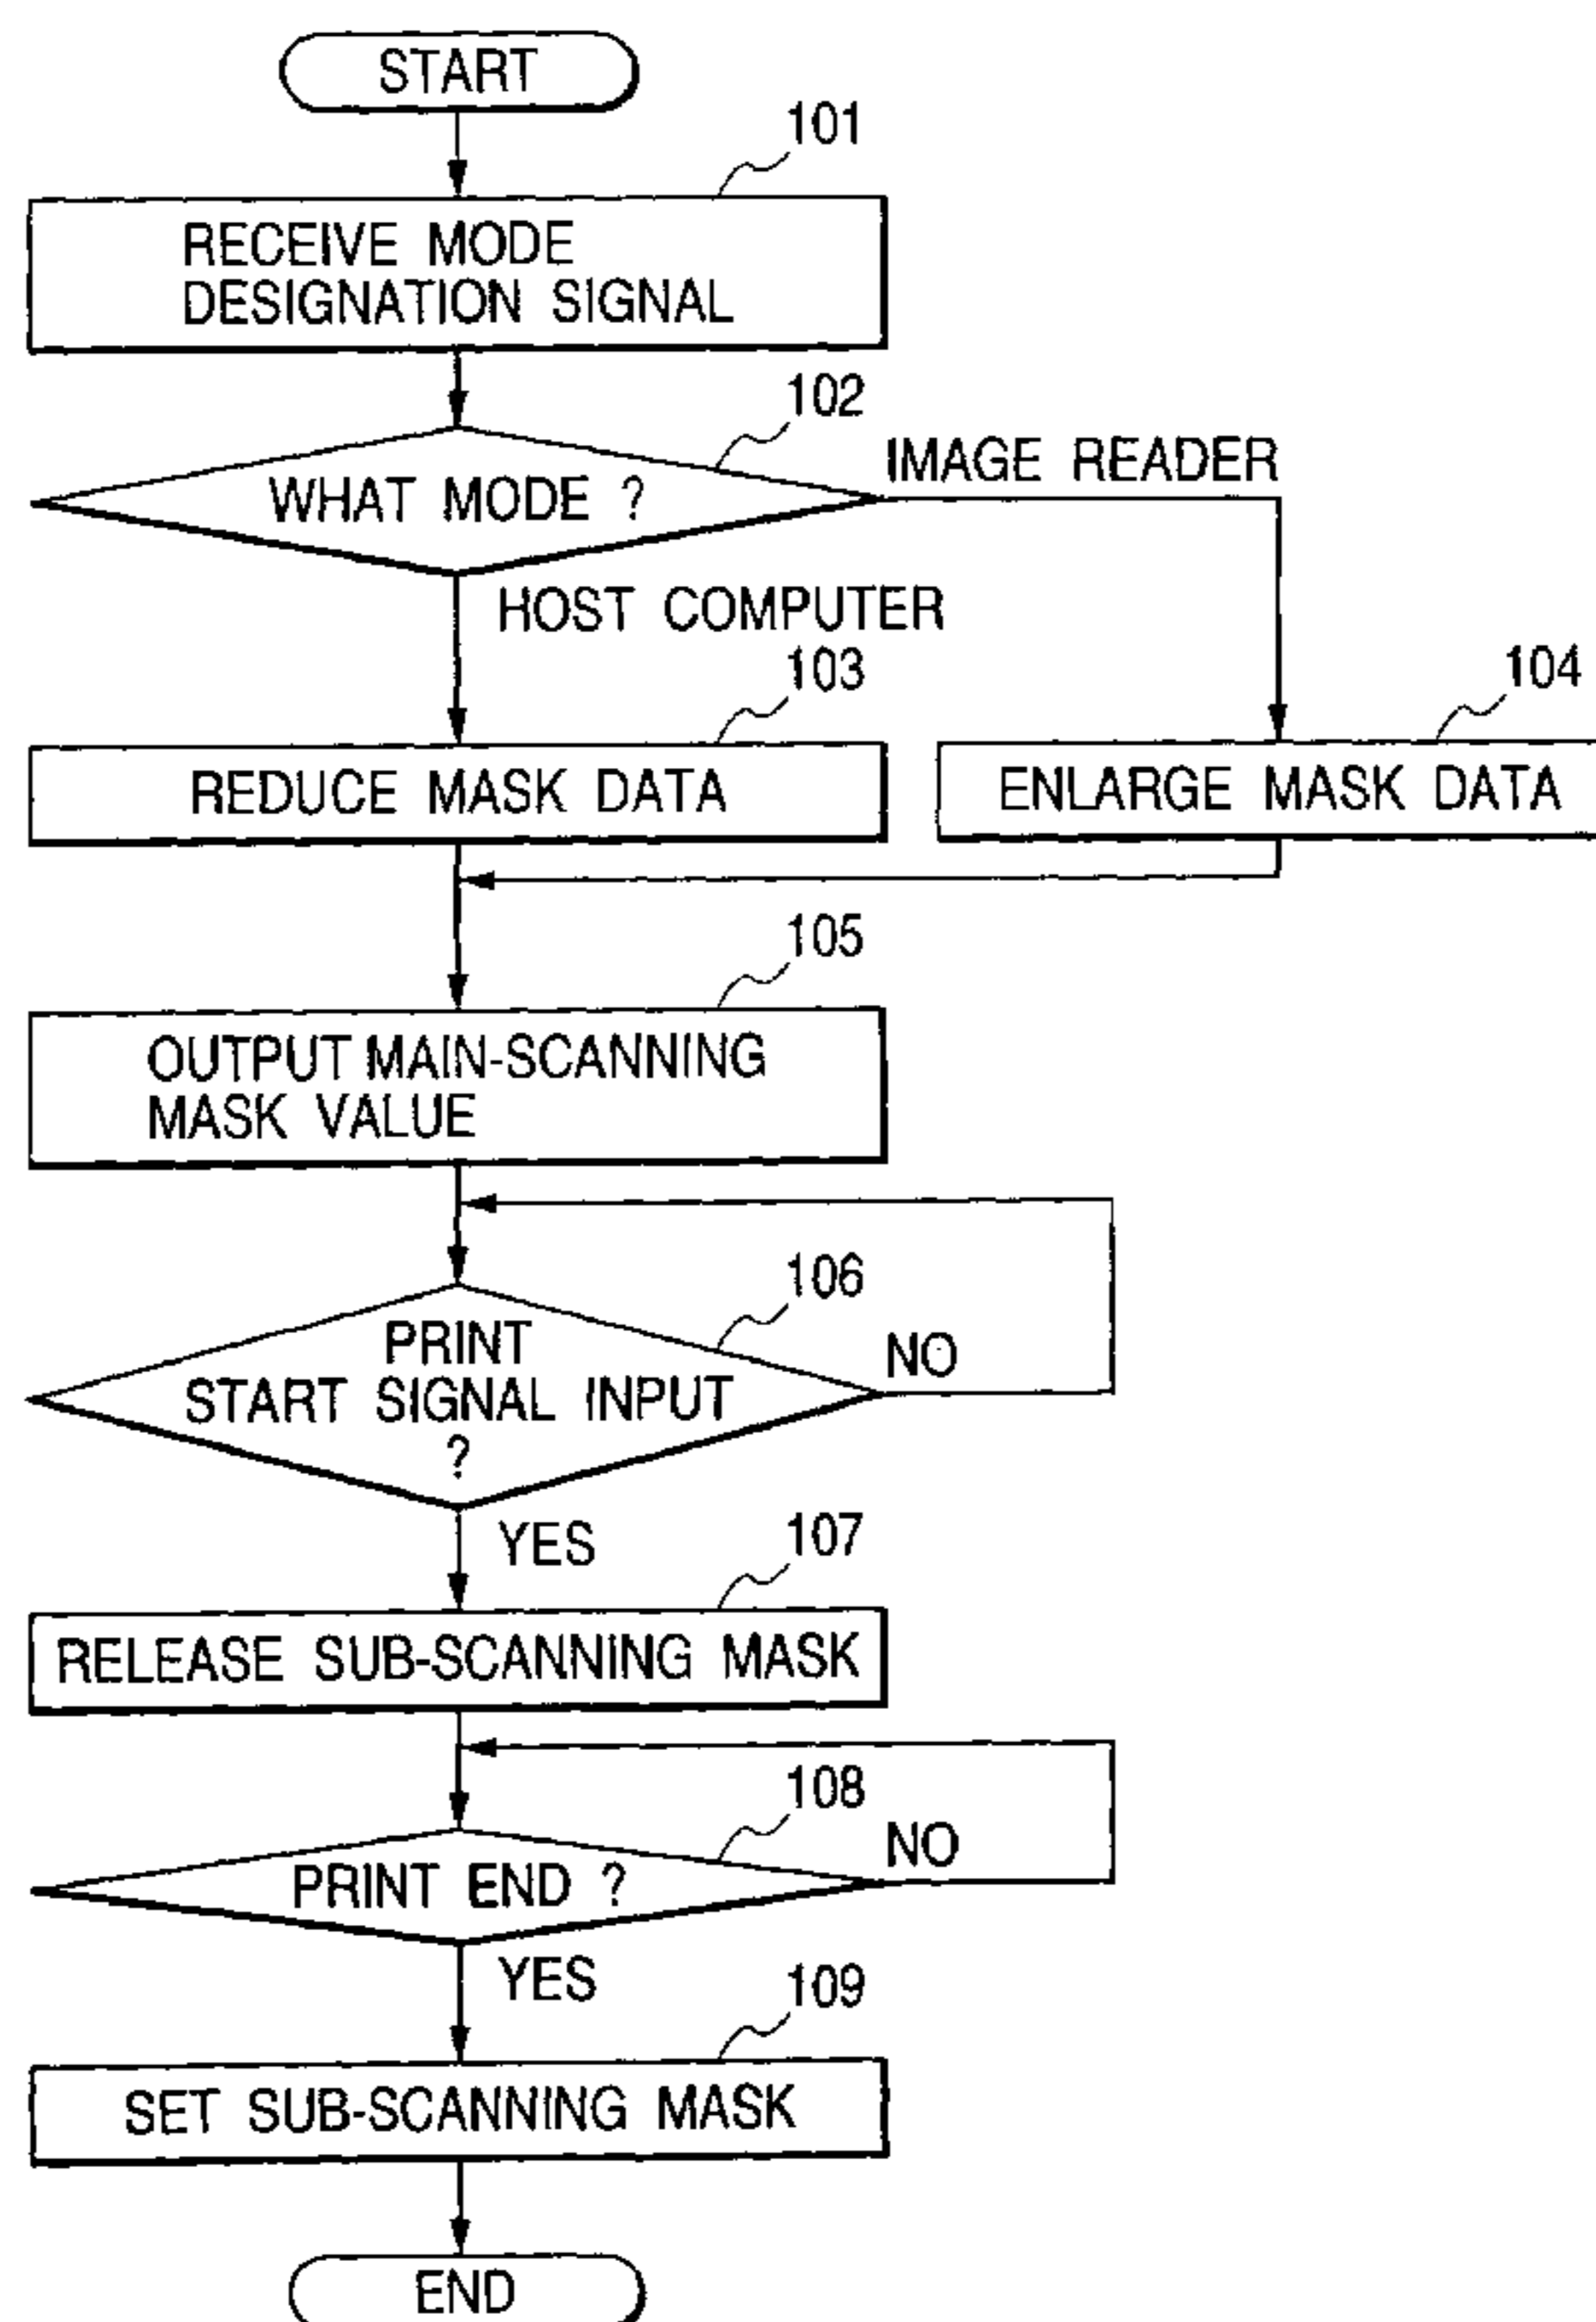 START
101
RECEIVE MODE
DESIGNATION SIGNAL
102
WHAT MODE ?
IMAGE READER
HOST COMPUTER
103
REDUCE MASK DATA
104
ENLARGE MASK DATA
105
OUTPUT MAIN-SCANNING
MASK VALUE
106
PRINT
START SIGNAL INPUT
?
NO
YES
107
RELEASE SUB-SCANNING MASK
108
PRINT END ?
NO
YES
109
SET SUB-SCANNING MASK
END